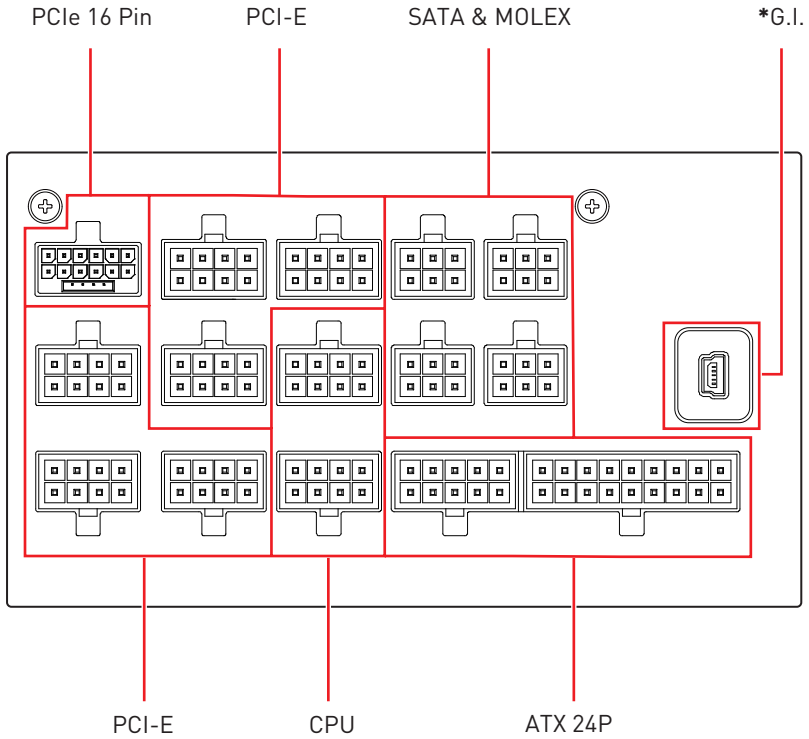 PCIe 16 Pin
PCI-E
SATA & MOLEX
*G.I.
PCI-E
CPU
ATX 24P